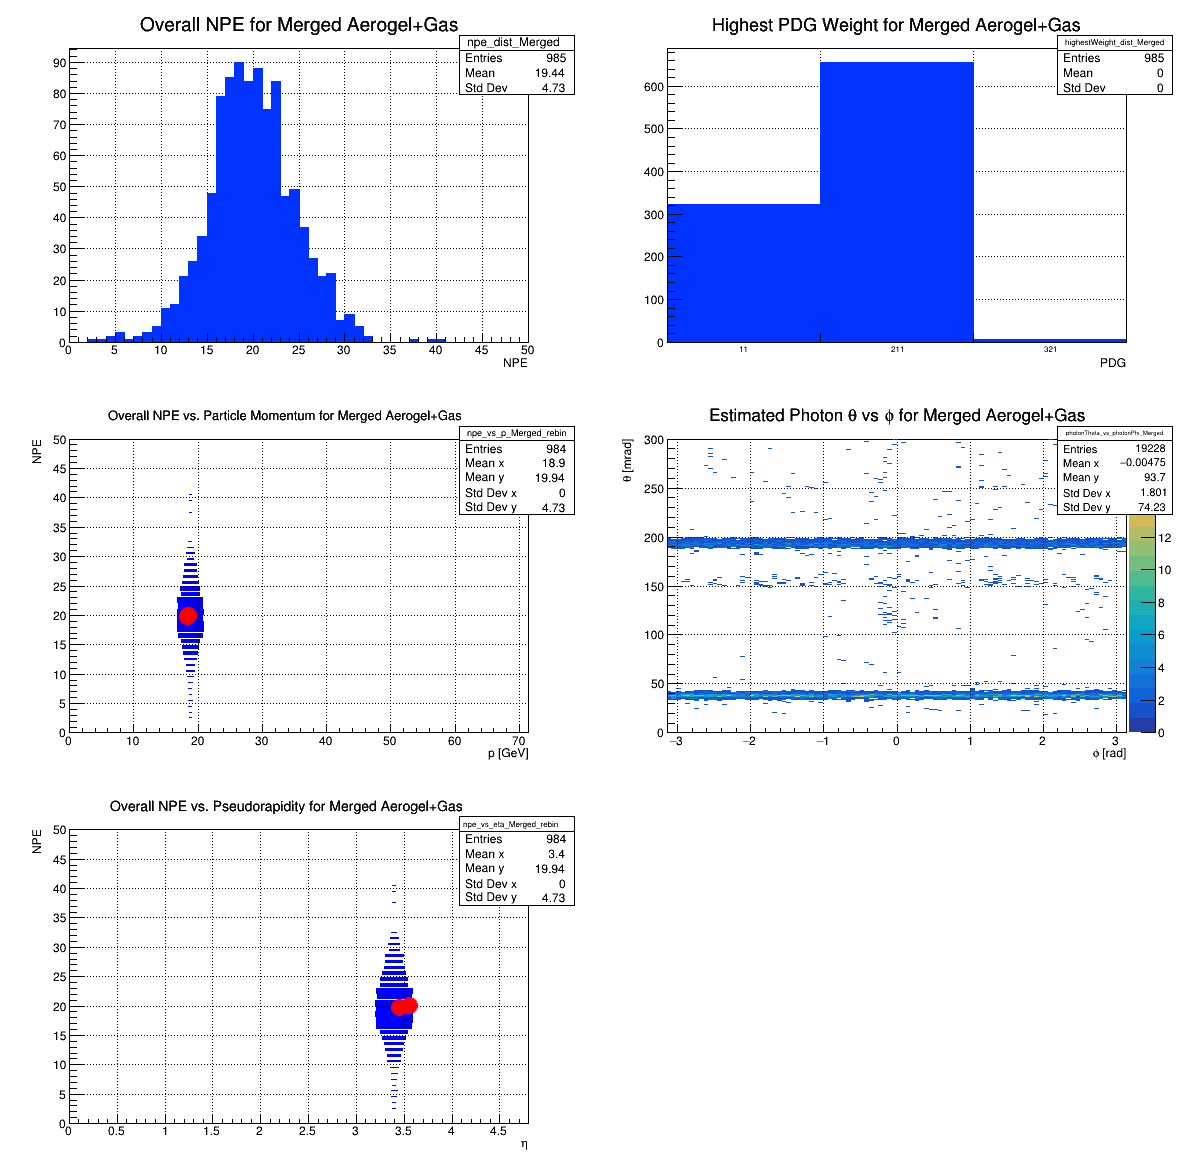 Overall NPE for Merged Aerogel+Gas
npe_dist_Merged
Entries 985
Mean 19.44
Std Dev 4.73
90
80
70
60
50
40
30
20
10
0
0 5 10 15 20 25 30 35 40 45 50
NPE
Highest PDG Weight for Merged Aerogel+Gas
highestWeight_dist_Merged
Entries 985
Mean 0
Std Dev 0
600
500
400
300
200
100
0
11 211 321
PDG
Overall NPE vs. Particle Momentum for Merged Aerogel+Gas
npe_vs_p_Merged_rebin
Entries 984
Mean x 18.9
Mean y 19.94
Std Dev x 0
Std Dev y 4.73
NPE
50
45
40
35
30
25
20
15
10
5
0
0 10 20 30 40 50 60 70
p [GeV]
Estimated Photon θ vs ϕ for Merged Aerogel+Gas
photonTheta_vs_photonPhi_Merged
Entries 19228
Mean x −0.00475
Mean y 93.7
Std Dev x 1.801
Std Dev y 74.23
θ [mrad]
300
250
200
150
100
50
0
−3 −2 −1 0 1 2 3
ϕ [rad]
12
10
8
6
4
2
0
Overall NPE vs. Pseudorapidity for Merged Aerogel+Gas
npe_vs_eta_Merged_rebin
Entries 984
Mean x 3.4
Mean y 19.94
Std Dev x 0
Std Dev y 4.73
NPE
50
45
40
35
30
25
20
15
10
5
0
0 0.5 1 1.5 2 2.5 3 3.5 4 4.5
η